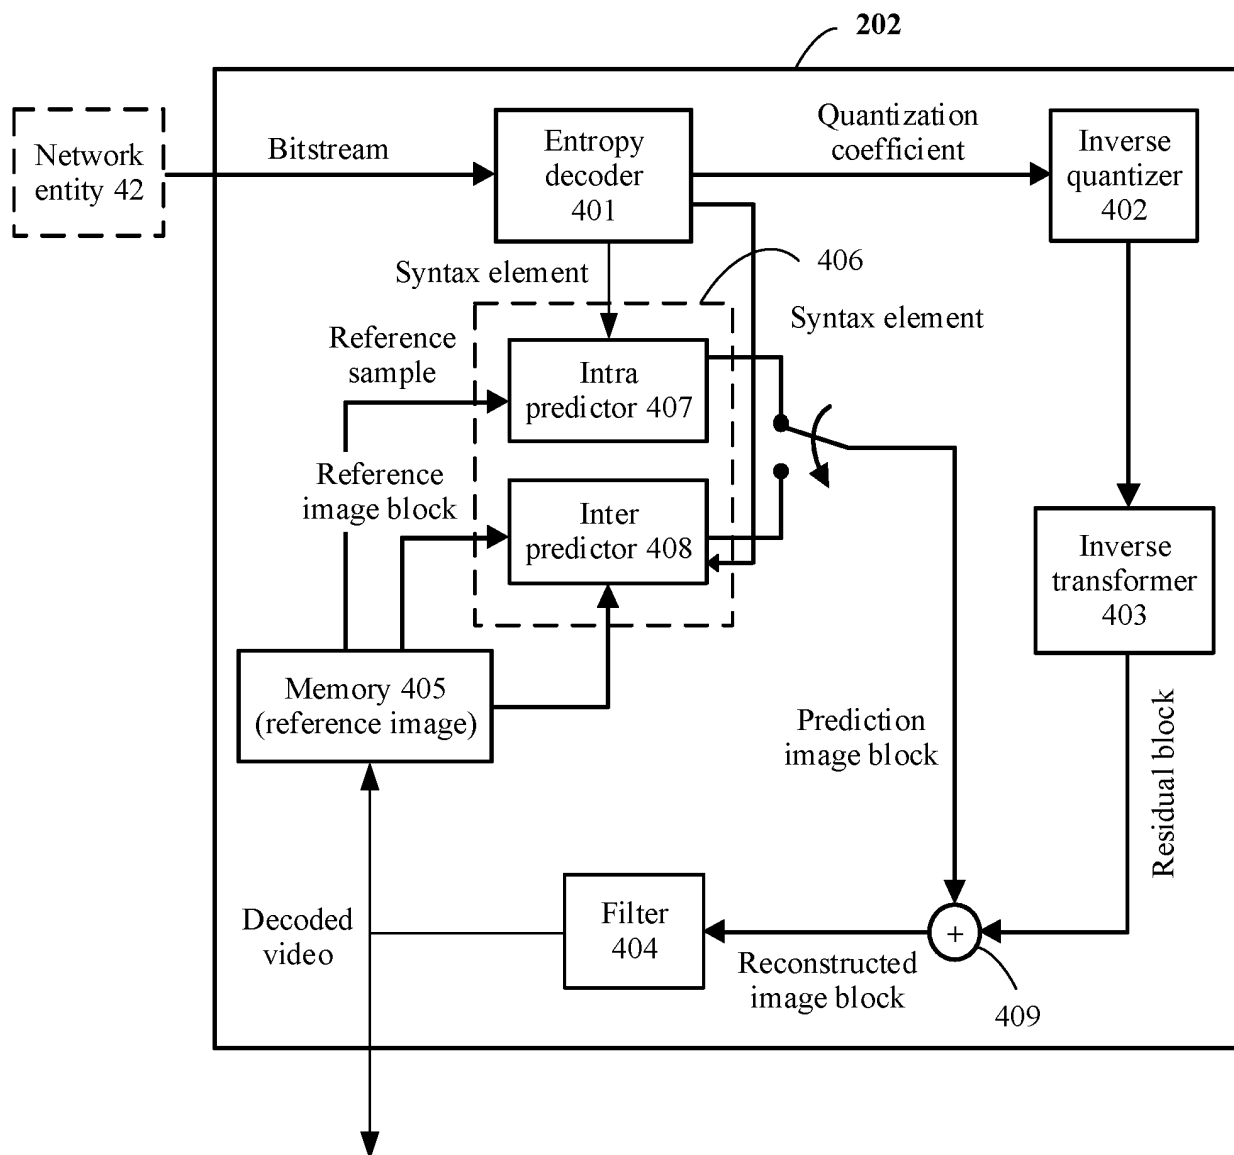 202
Network
entity 42
Bitstream
Entropy
decoder
401
Quantization
coefficient
Inverse
quantizer
402
Syntax element
406
Syntax element
Reference
sample
Intra
predictor 407
Reference
image block
Inter
predictor 408
Inverse
transformer
403
Memory 405
(reference image)
Prediction
image block
Residual block
Decoded
video
Filter
404
+
Reconstructed
image block
409